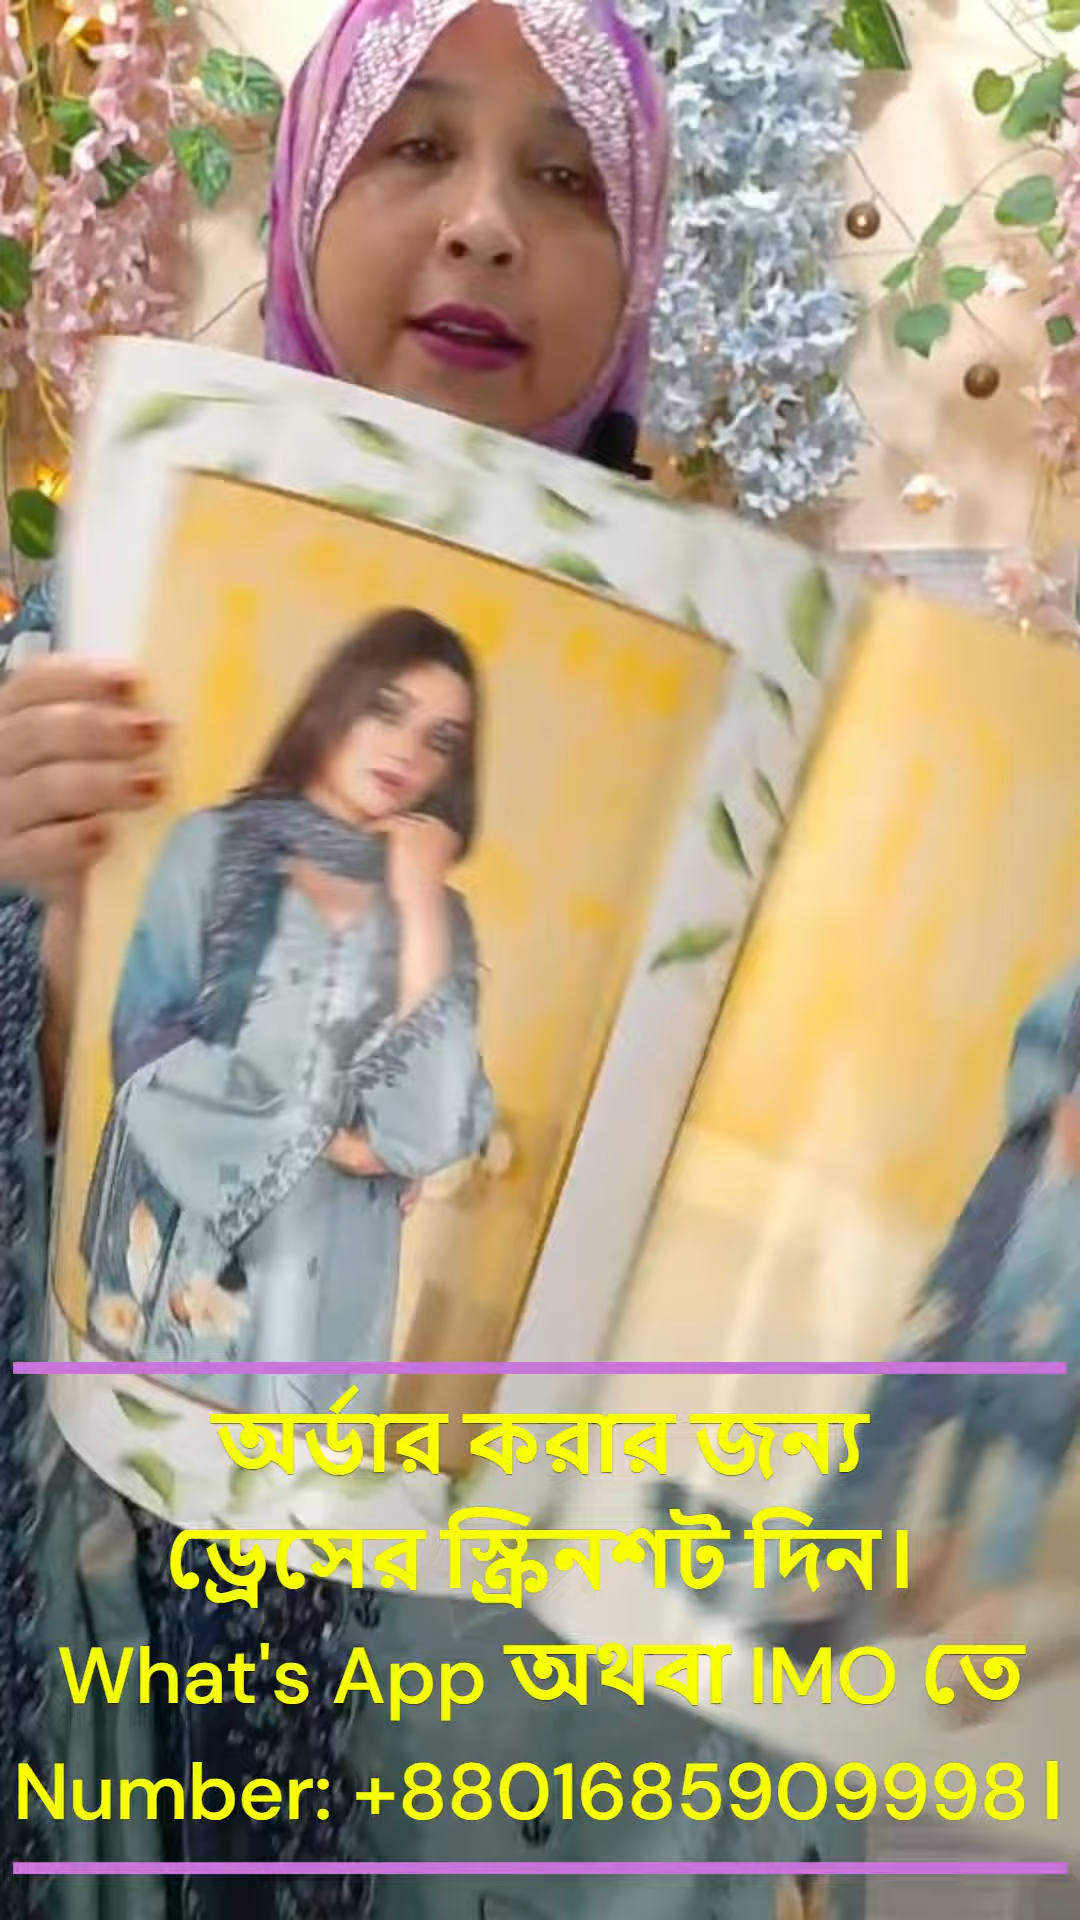 অর্ডার করার জন্য
ড্রেসের স্ক্রিনশট দিন।
What's App অথবা IMO তে
Number: +8801685909998।